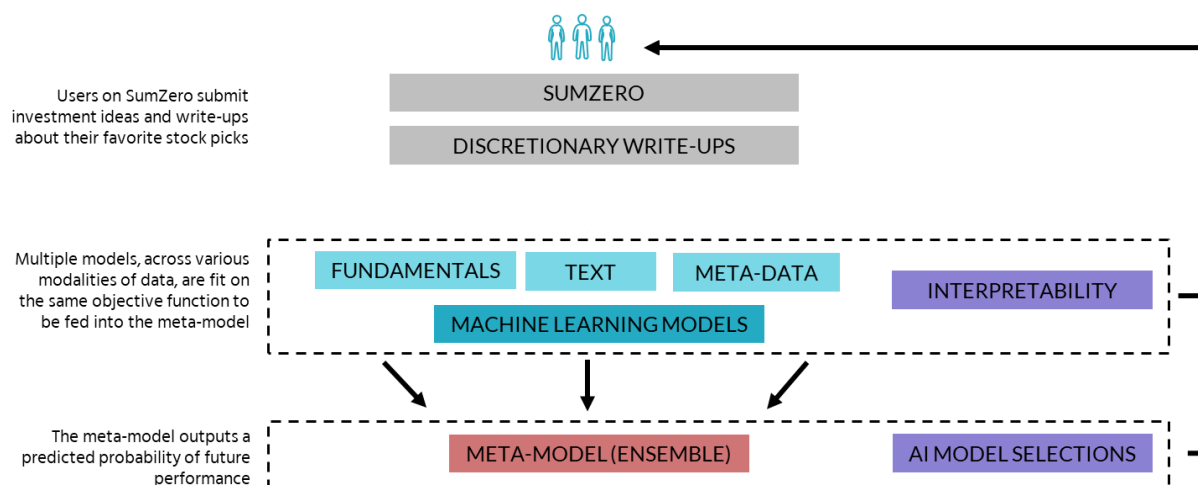 Users on SumZero submit
investment ideas and write-ups
about their favorite stock picks
SUMZERO
DISCRETIONARY WRITE-UPS
Multiple models, across various
modalities of data, are fit on
the same objective function to
be fed into the meta-model
FUNDAMENTALS
TEXT
META-DATA
INTERPRETABILITY
MACHINE LEARNING MODELS
The meta-model outputs a
predicted probability of future
performance
META-MODEL (ENSEMBLE)
AI MODEL SELECTIONS